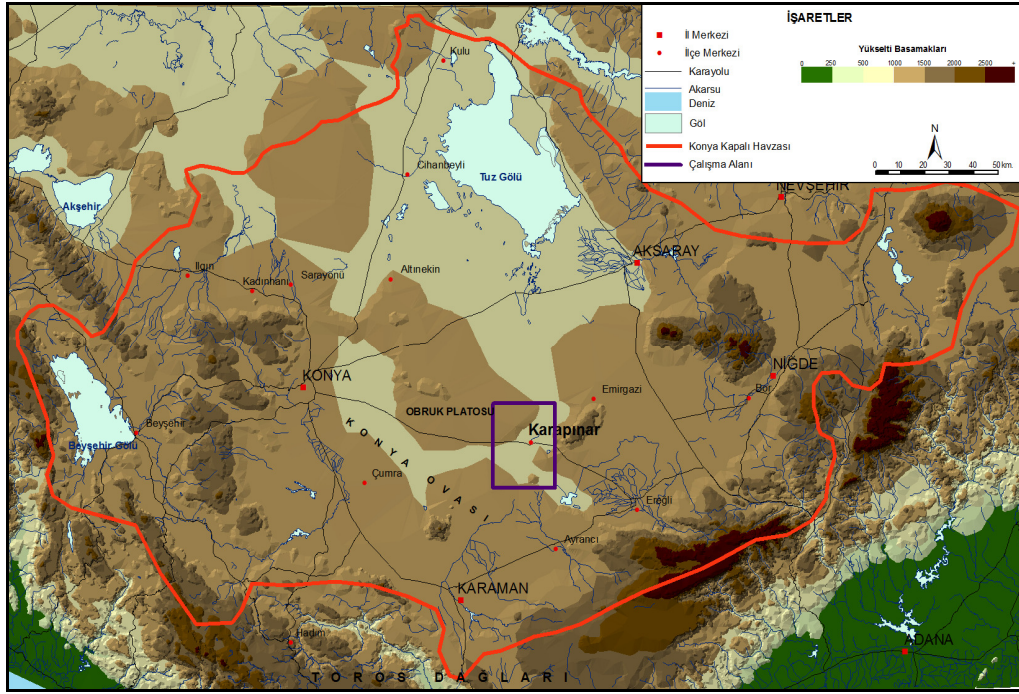 İŞARETLER
İl Merkezi
İlçe Merkezi
Karayolu
Akarsu
Deniz
Göl
Konya Kapalı Havzası
Çalışma Alanı
Yükselti Basamakları
0 250 500 1000 1500 2000 2500 +
N
0 10 20 30 40 50 km.
Kulu
Cihanbeyli
Tuz Gölü
NEVŞEHİR
Akşehir
AKSARAY
Ilgın
Kadınhanı
Sarayönü
Altınekin
KONYA
NİĞDE
Bor
Emirgazi
OBRUK PLATOSU
Karapınar
Beyşehir
Beyşehir Gölü
KONYA OVASI
Çumra
Ereğli
Ayrancı
KARAMAN
Hadim
ADANA
TOROS DAĞLARI